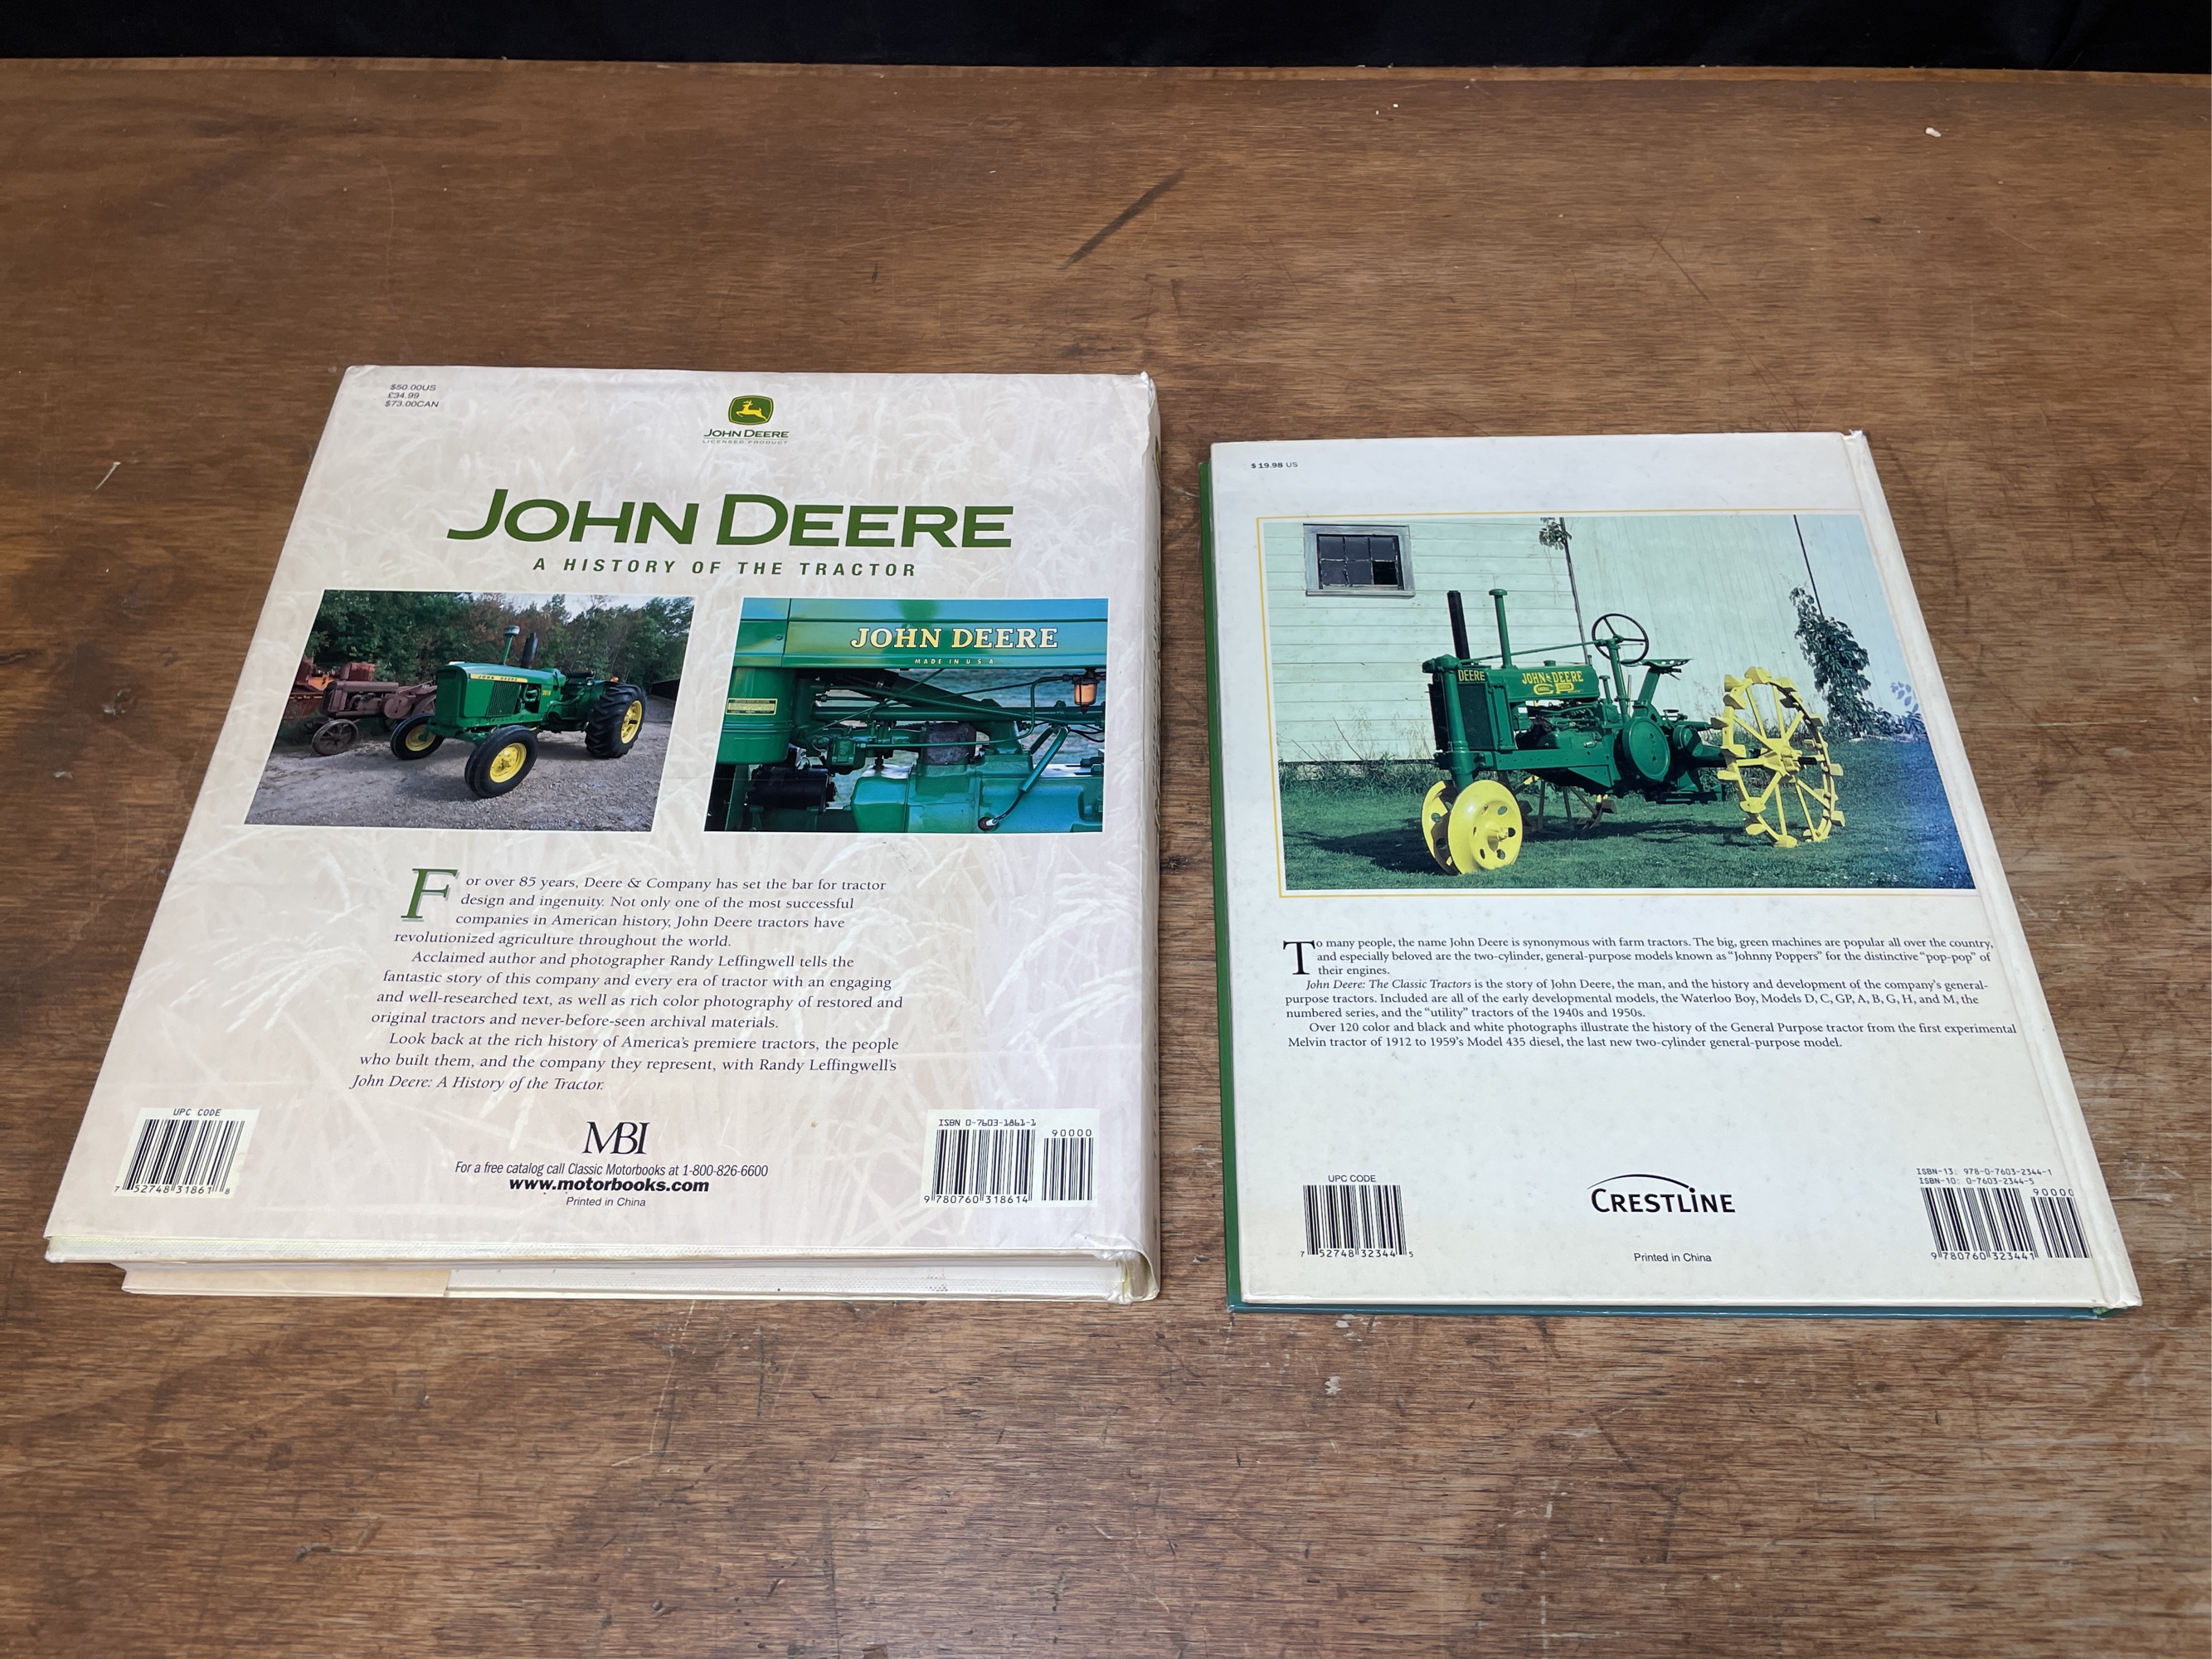 $50.00US
£34.99
$73.00CAN
JOHN DEERE
LICENSED PRODUCT
JOHN DEERE
A HISTORY OF THE TRACTOR
JOHN DEERE
JOHN DEERE
MADE IN U.S.A.
For over 85 years, Deere & Company has set the bar for tractor
design and ingenuity. Not only one of the most successful
companies in American history, John Deere tractors have
revolutionized agriculture throughout the world.
Acclaimed author and photographer Randy Leffingwell tells the
fantastic story of this company and every era of tractor with an engaging
and well-researched text, as well as rich color photography of restored and
original tractors and never-before-seen archival materials.
Look back at the rich history of America's premiere tractors, the people
who built them, and the company they represent, with Randy Leffingwell's
John Deere: A History of the Tractor.
UPC CODE
7 52748 31861 8
MBI
For a free catalog call Classic Motorbooks at 1-800-826-6600
www.motorbooks.com
Printed in China
ISBN 0-7603-1861-1
90000
9 780760 318614
$19.98 US
DEERE
JOHN DEERE
GP
To many people, the name John Deere is synonymous with farm tractors. The big, green machines are popular all over the country,
and especially beloved are the two-cylinder, general-purpose models known as "Johnny Poppers" for the distinctive "pop-pop" of
their engines.
John Deere: The Classic Tractors is the story of John Deere, the man, and the history and development of the company's general-
purpose tractors. Included are all of the early developmental models, the Waterloo Boy, Models D, C, GP, A, B, G, H, and M, the
numbered series, and the "utility" tractors of the 1940s and 1950s.
Over 120 color and black and white photographs illustrate the history of the General Purpose tractor from the first experimental
Melvin tractor of 1912 to 1959's Model 435 diesel, the last new two-cylinder general-purpose model.
UPC CODE
7 52748 32344 5
CRESTLINE
Printed in China
ISBN-13: 978-0-7603-2344-1
ISBN-10: 0-7603-2344-5
90000
9 780760 323441